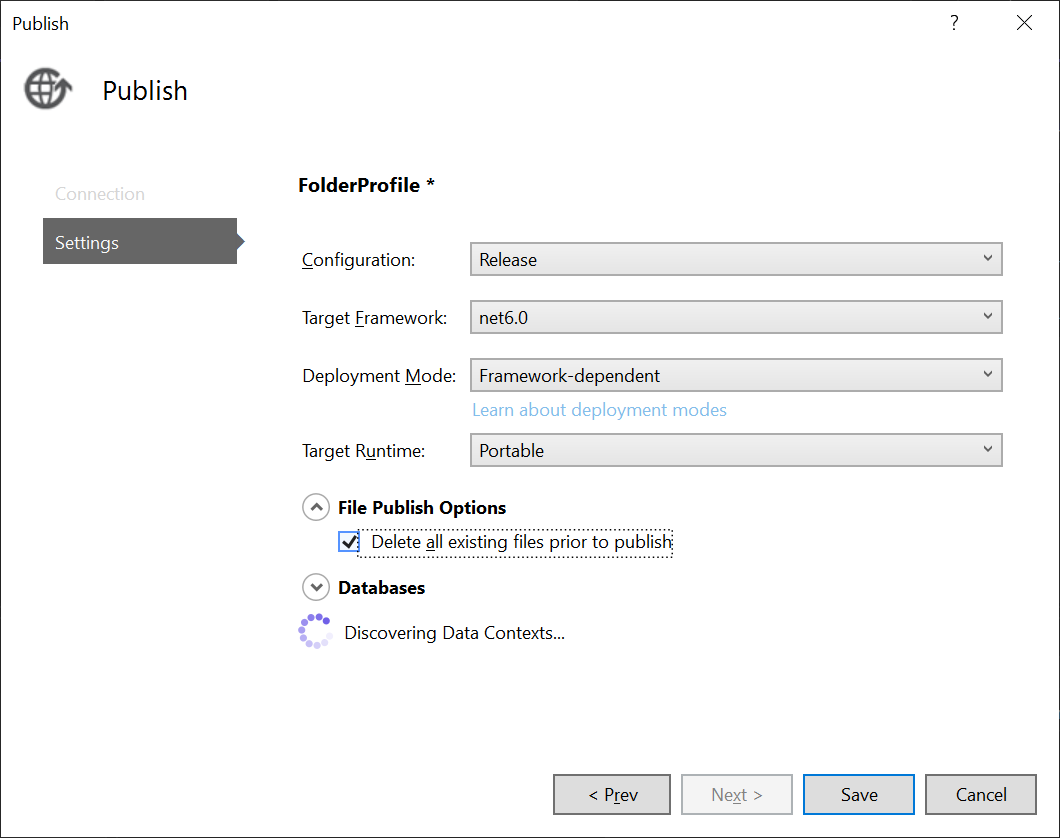 Publish
?
Publish
Connection
Settings
FolderProfile *
Configuration: Release
Target Framework: net6.0
Deployment Mode: Framework-dependent
Learn about deployment modes
Target Runtime: Portable
File Publish Options
Delete all existing files prior to publish
Databases
Discovering Data Contexts...
< Prev Next > Save Cancel